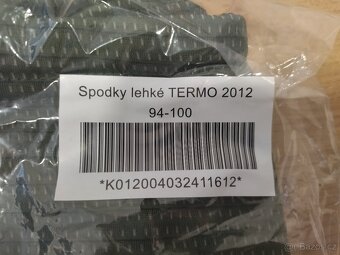 Spodky lehké TERMO 2012
94-100
*K012004032411612*